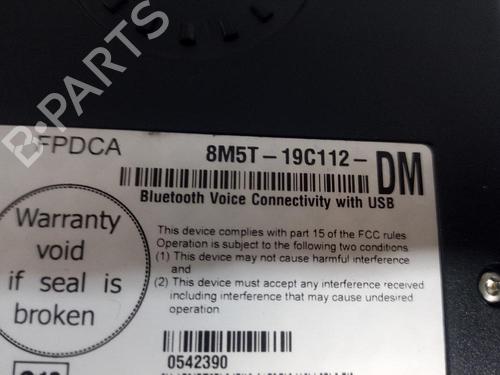 B-PARTS
FPDCA
8M5T-19C112-DM
Bluetooth Voice Connectivity with USB
Warranty
void
if seal is
broken
This device complies with part 15 of the FCC rules
Operation is subject to the following two conditions
(1) This device may not cause harmful interference
and
(2) This device must accept any interference received
including interference that may cause undesired
operation
0542390